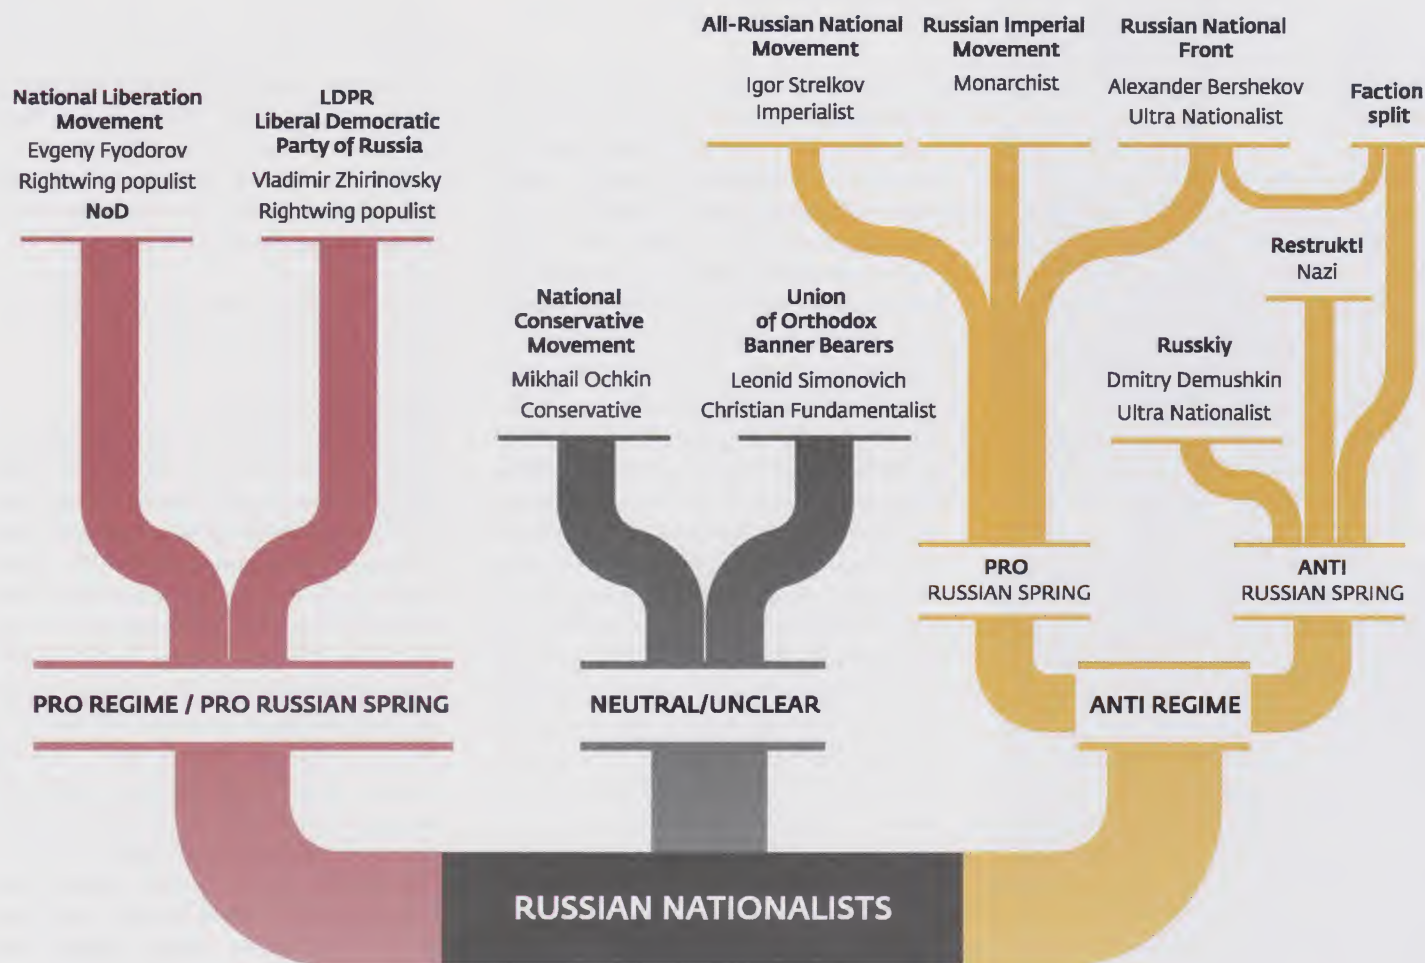 All-Russian National
Movement
Igor Strelkov
Imperialist
Russian Imperial
Movement
Monarchist
Russian National
Front
Alexander Bershekov
Ultra Nationalist
Faction
split
National Liberation
Movement
Evgeny Fyodorov
Rightwing populist
NoD
LDPR
Liberal Democratic
Party of Russia
Vladimir Zhirinovsky
Rightwing populist
National
Conservative
Movement
Mikhail Ochkin
Conservative
Union
of Orthodox
Banner Bearers
Leonid Simonovich
Christian Fundamentalist
Restrukt!
Nazi
Russkiy
Dmitry Demushkin
Ultra Nationalist
PRO
RUSSIAN SPRING
ANTI
RUSSIAN SPRING
PRO REGIME / PRO RUSSIAN SPRING
NEUTRAL/UNCLEAR
ANTI REGIME
RUSSIAN NATIONALISTS